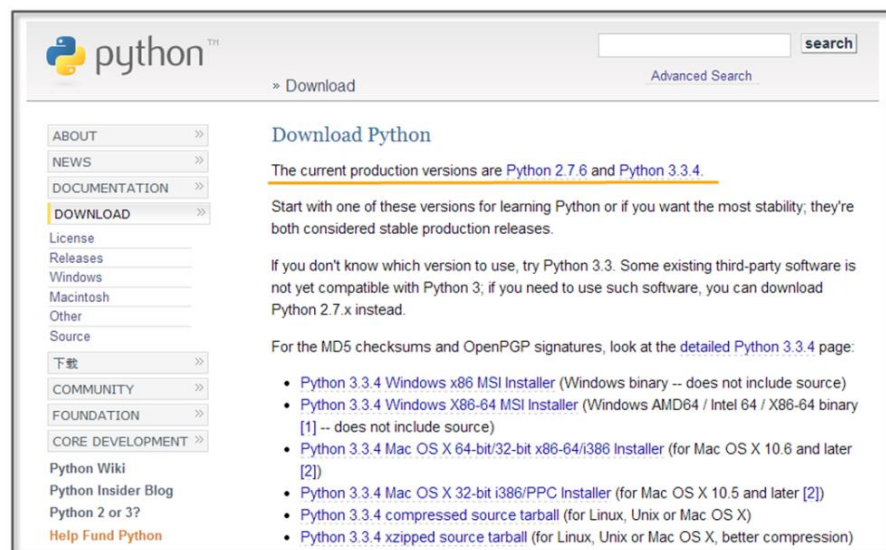 python™
search
» Download
Advanced Search
ABOUT »
NEWS »
DOCUMENTATION »
DOWNLOAD »
License
Releases
Windows
Macintosh
Other
Source
下载 »
COMMUNITY »
FOUNDATION »
CORE DEVELOPMENT »
Python Wiki
Python Insider Blog
Python 2 or 3?
Help Fund Python
Download Python
The current production versions are Python 2.7.6 and Python 3.3.4.
Start with one of these versions for learning Python or if you want the most stability; they're
both considered stable production releases.
If you don't know which version to use, try Python 3.3. Some existing third-party software is
not yet compatible with Python 3; if you need to use such software, you can download
Python 2.7.x instead.
For the MD5 checksums and OpenPGP signatures, look at the detailed Python 3.3.4 page:
• Python 3.3.4 Windows x86 MSI Installer (Windows binary -- does not include source)
• Python 3.3.4 Windows X86-64 MSI Installer (Windows AMD64 / Intel 64 / X86-64 binary
[1] -- does not include source)
• Python 3.3.4 Mac OS X 64-bit/32-bit x86-64/i386 Installer (for Mac OS X 10.6 and later
[2])
• Python 3.3.4 Mac OS X 32-bit i386/PPC Installer (for Mac OS X 10.5 and later [2])
• Python 3.3.4 compressed source tarball (for Linux, Unix or Mac OS X)
• Python 3.3.4 xzipped source tarball (for Linux, Unix or Mac OS X, better compression)